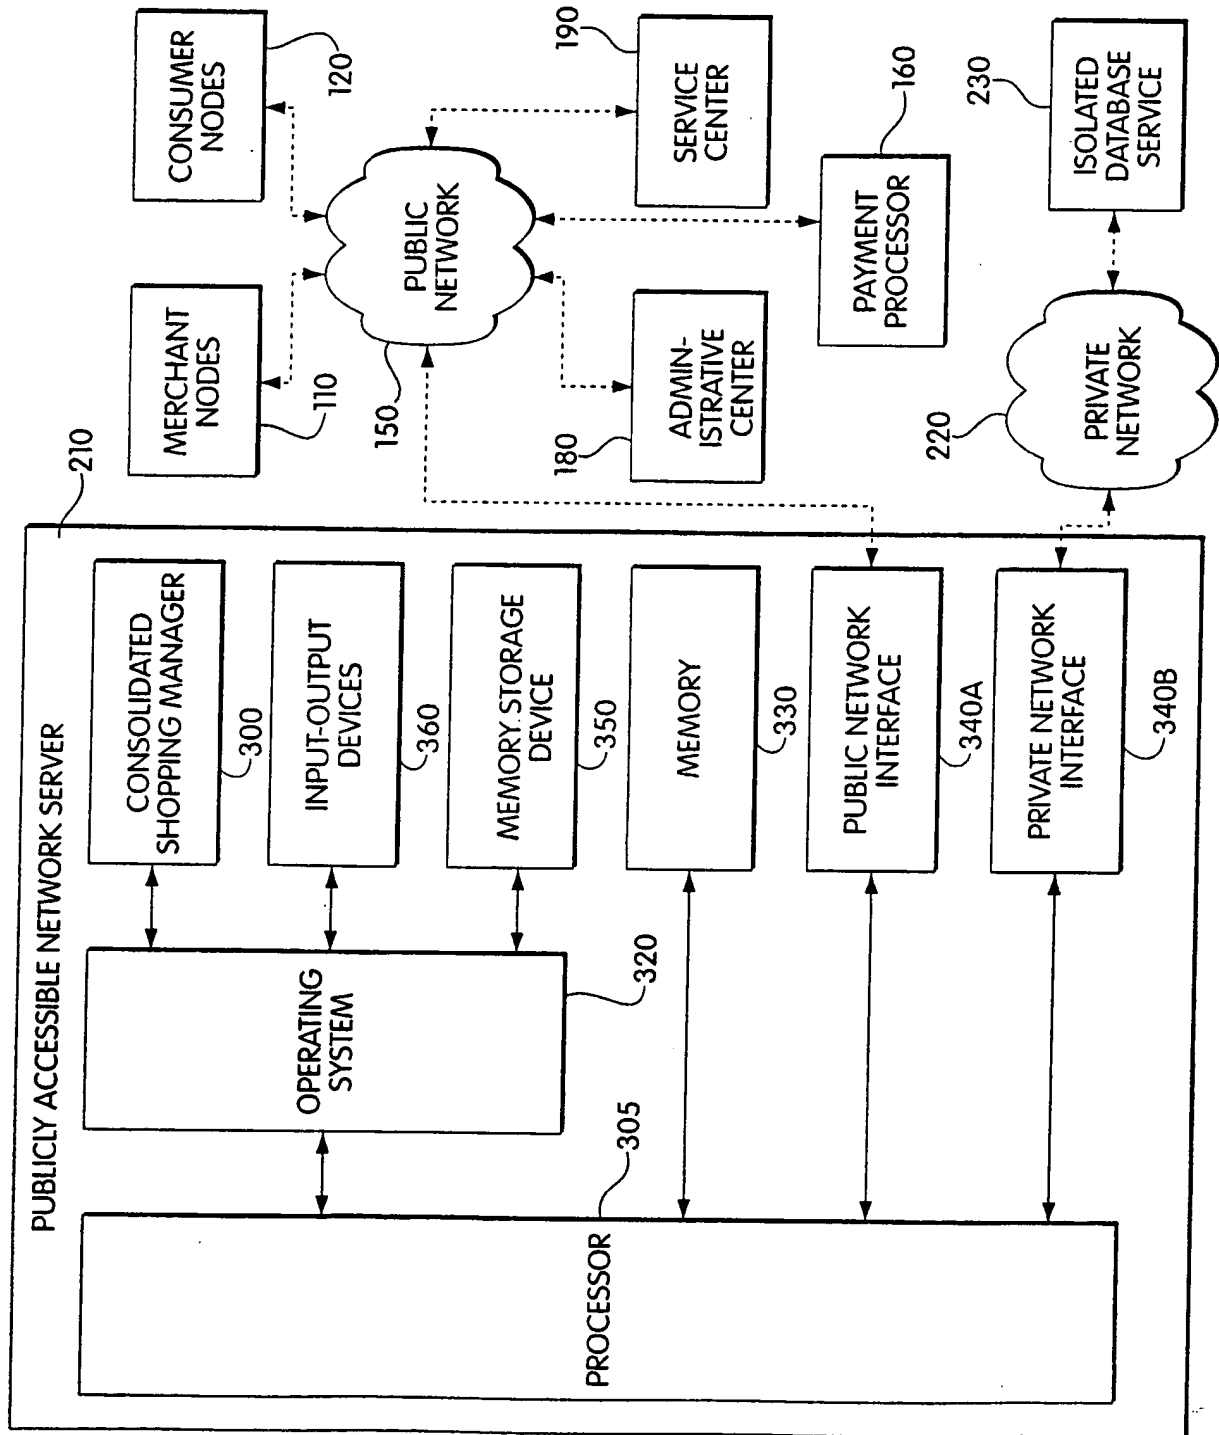 PUBLICLY ACCESSIBLE NETWORK SERVER
210
PROCESSOR
305
OPERATING
SYSTEM
320
CONSOLIDATED
SHOPPING MANAGER
300
INPUT-OUTPUT
DEVICES
360
MEMORY STORAGE
DEVICE
350
MEMORY
330
PUBLIC NETWORK
INTERFACE
340A
PRIVATE NETWORK
INTERFACE
340B
MERCHANT
NODES
110
CONSUMER
NODES
120
PUBLIC
NETWORK
150
ADMIN-
ISTRATIVE
CENTER
180
SERVICE
CENTER
190
PAYMENT
PROCESSOR
160
PRIVATE
NETWORK
220
ISOLATED
DATABASE
SERVICE
230